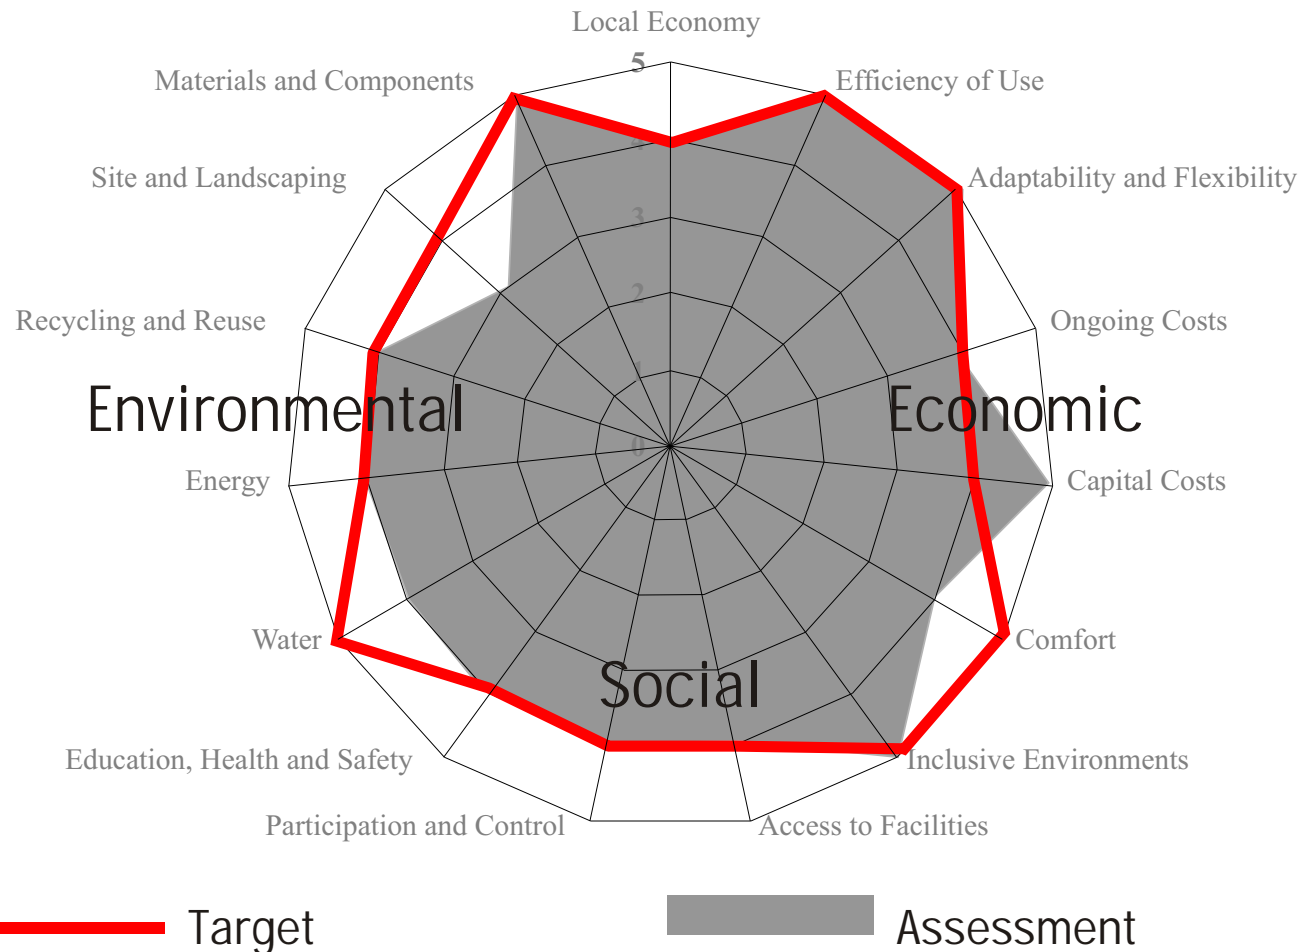 Local Economy
5
Materials and Components
Efficiency of Use
4
Site and Landscaping
Adaptability and Flexibility
3
2
Recycling and Reuse
Ongoing Costs
1
Environmental
Economic
0
Energy
Capital Costs
Water
Comfort
Social
Education, Health and Safety
Inclusive Environments
Participation and Control
Access to Facilities
Target
Assessment